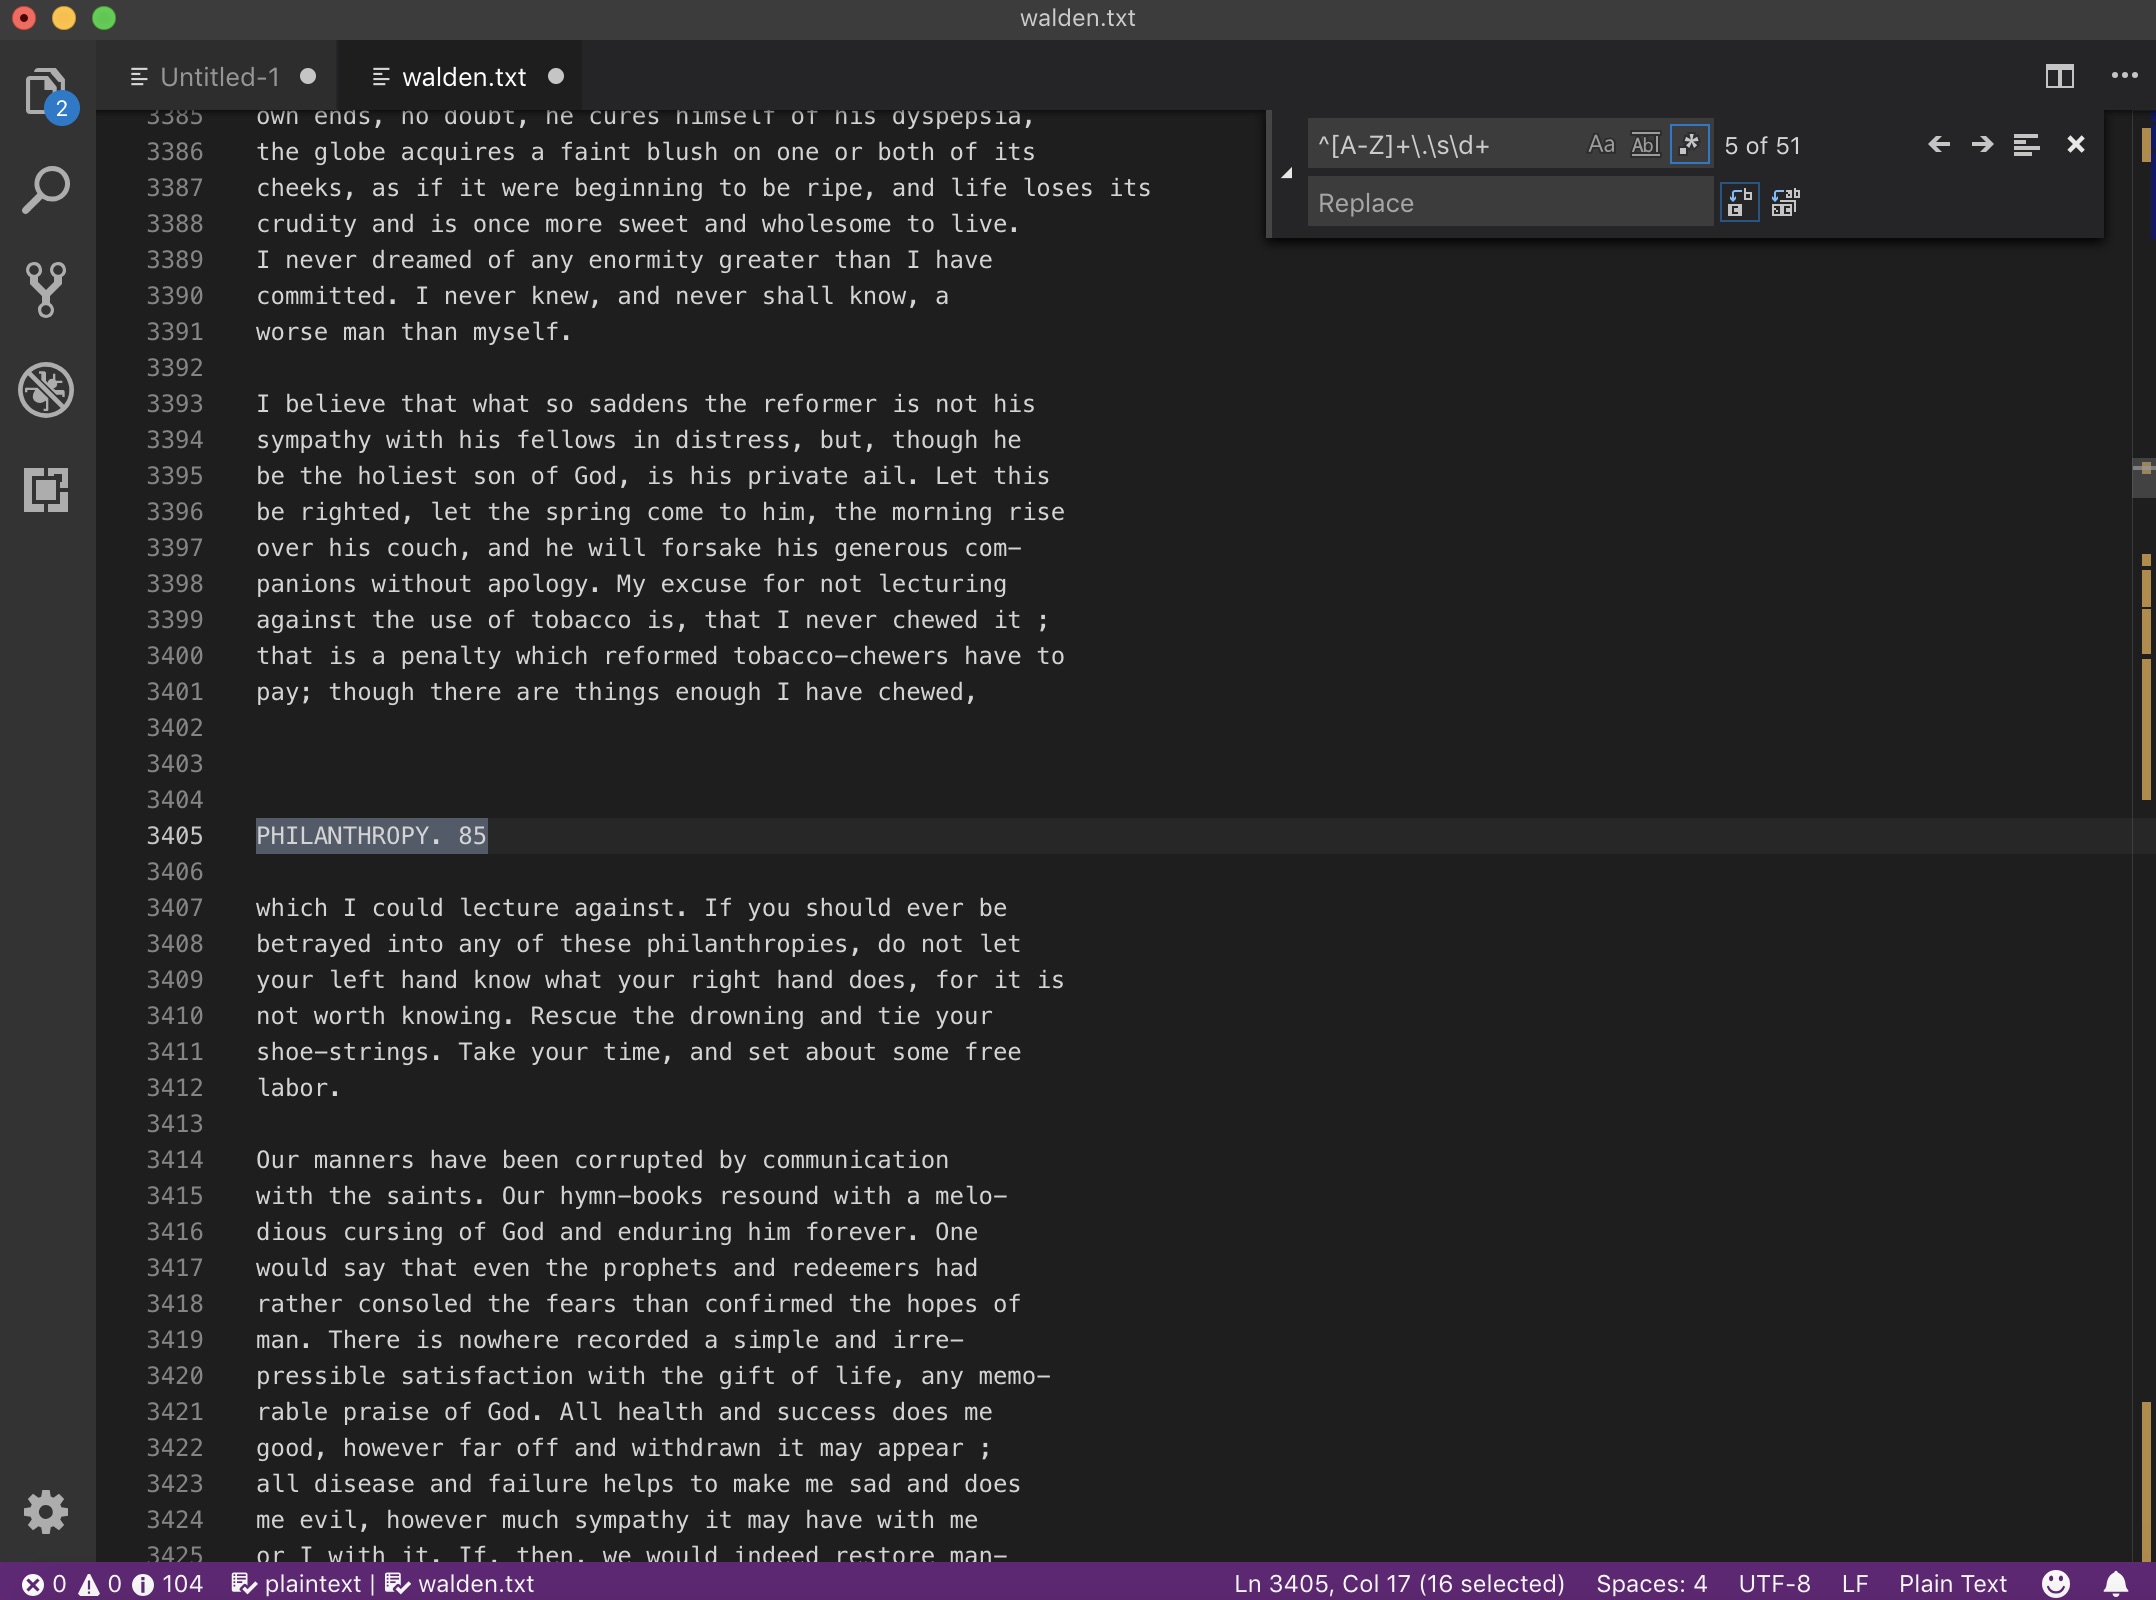 walden.txt
2
Untitled-1
walden.txt
^[A-Z]+\.\s\d+ Aa Abl .* 5 of 51
Replace
3385 own ends, no doubt, he cures himself of his dyspepsia,
3386 the globe acquires a faint blush on one or both of its
3387 cheeks, as if it were beginning to be ripe, and life loses its
3388 crudity and is once more sweet and wholesome to live.
3389 I never dreamed of any enormity greater than I have
3390 committed. I never knew, and never shall know, a
3391 worse man than myself.
3392
3393 I believe that what so saddens the reformer is not his
3394 sympathy with his fellows in distress, but, though he
3395 be the holiest son of God, is his private ail. Let this
3396 be righted, let the spring come to him, the morning rise
3397 over his couch, and he will forsake his generous com-
3398 panions without apology. My excuse for not lecturing
3399 against the use of tobacco is, that I never chewed it ;
3400 that is a penalty which reformed tobacco-chewers have to
3401 pay; though there are things enough I have chewed,
3402
3403
3404
3405 PHILANTHROPY. 85
3406
3407 which I could lecture against. If you should ever be
3408 betrayed into any of these philanthropies, do not let
3409 your left hand know what your right hand does, for it is
3410 not worth knowing. Rescue the drowning and tie your
3411 shoe-strings. Take your time, and set about some free
3412 labor.
3413
3414 Our manners have been corrupted by communication
3415 with the saints. Our hymn-books resound with a melo-
3416 dious cursing of God and enduring him forever. One
3417 would say that even the prophets and redeemers had
3418 rather consoled the fears than confirmed the hopes of
3419 man. There is nowhere recorded a simple and irre-
3420 pressible satisfaction with the gift of life, any memo-
3421 rable praise of God. All health and success does me
3422 good, however far off and withdrawn it may appear ;
3423 all disease and failure helps to make me sad and does
3424 me evil, however much sympathy it may have with me
3425 or I with it. If, then, we would indeed restore man-
0 0 104 plaintext | walden.txt Ln 3405, Col 17 (16 selected) Spaces: 4 UTF-8 LF Plain Text